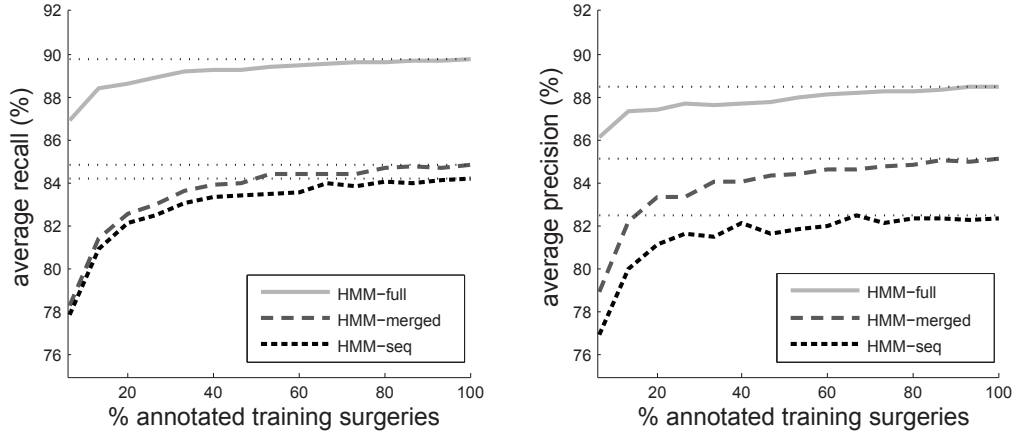 average recall (%)
92
90
88
86
84
82
80
78
76
HMM−full
HMM−merged
HMM−seq
20
40
60
80
100
% annotated training surgeries
average precision (%)
92
90
88
86
84
82
80
78
76
HMM−full
HMM−merged
HMM−seq
20
40
60
80
100
% annotated training surgeries